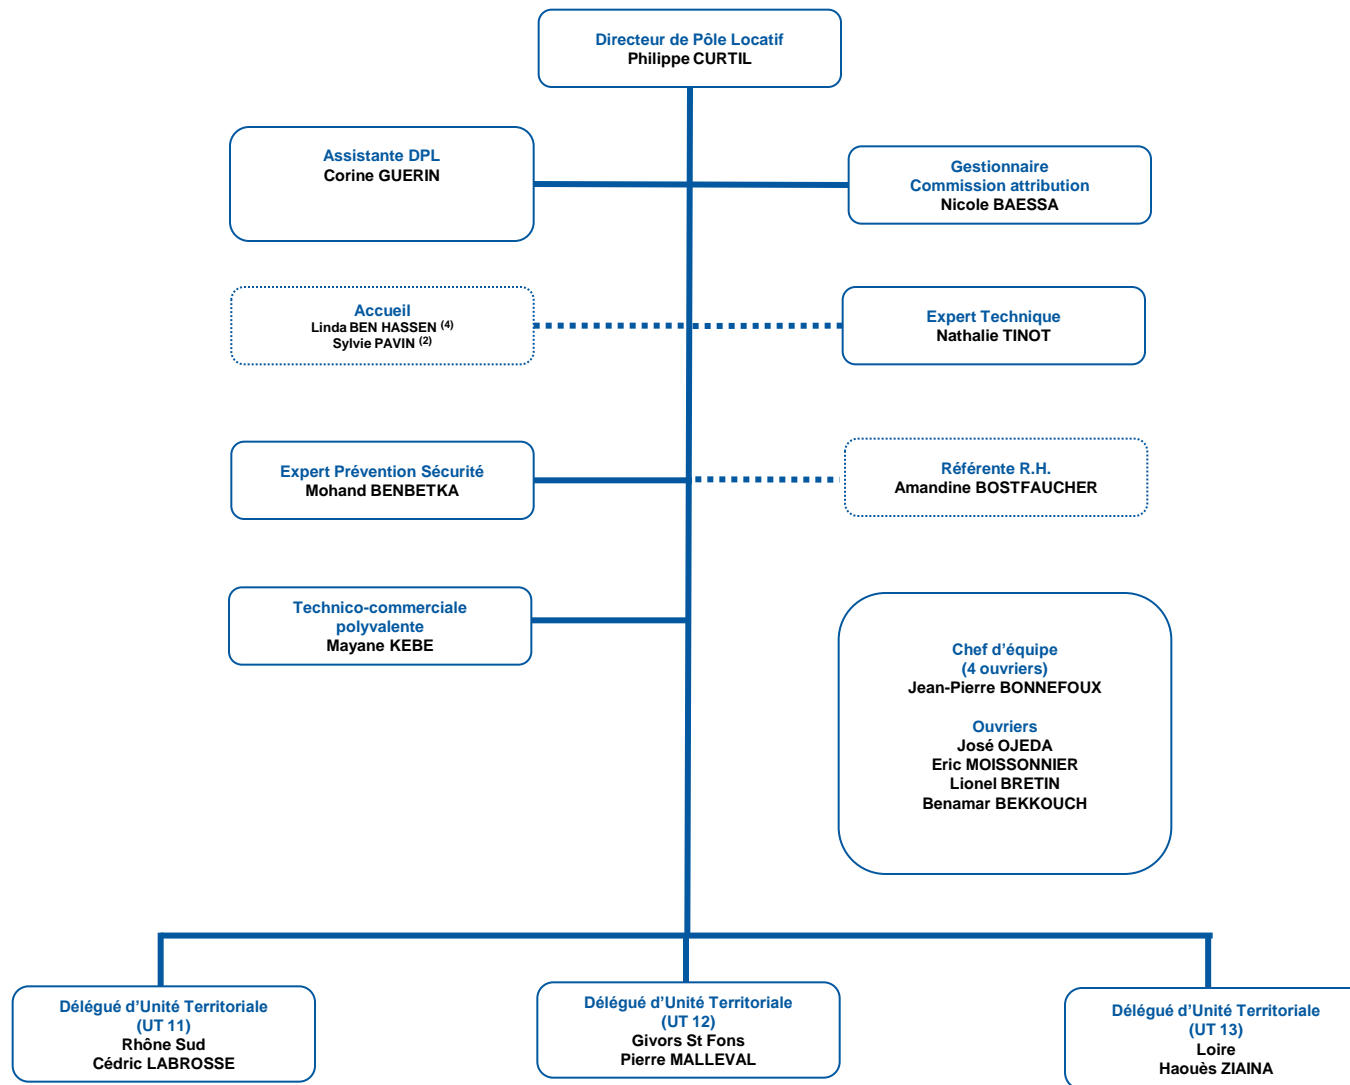 Directeur de Pôle Locatif
Philippe CURTIL
Assistante DPL
Corine GUERIN
Gestionnaire
Commission attribution
Nicole BAESSA
Accueil
Linda BEN HASSEN (4)
Sylvie PAVIN (2)
Expert Technique
Nathalie TINOT
Expert Prévention Sécurité
Mohand BENBETKA
Référente R.H.
Amandine BOSTFAUCHER
Technico-commerciale
polyvalente
Mayane KEBE
Chef d’équipe
(4 ouvriers)
Jean-Pierre BONNEFOUX
Ouvriers
José OJEDA
Eric MOISSONNIER
Lionel BRETIN
Benamar BEKKOUCH
Délégué d’Unité Territoriale
(UT 11)
Rhône Sud
Cédric LABROSSE
Délégué d’Unité Territoriale
(UT 12)
Givors St Fons
Pierre MALLEVAL
Délégué d’Unité Territoriale
(UT 13)
Loire
Haouès ZIAINA